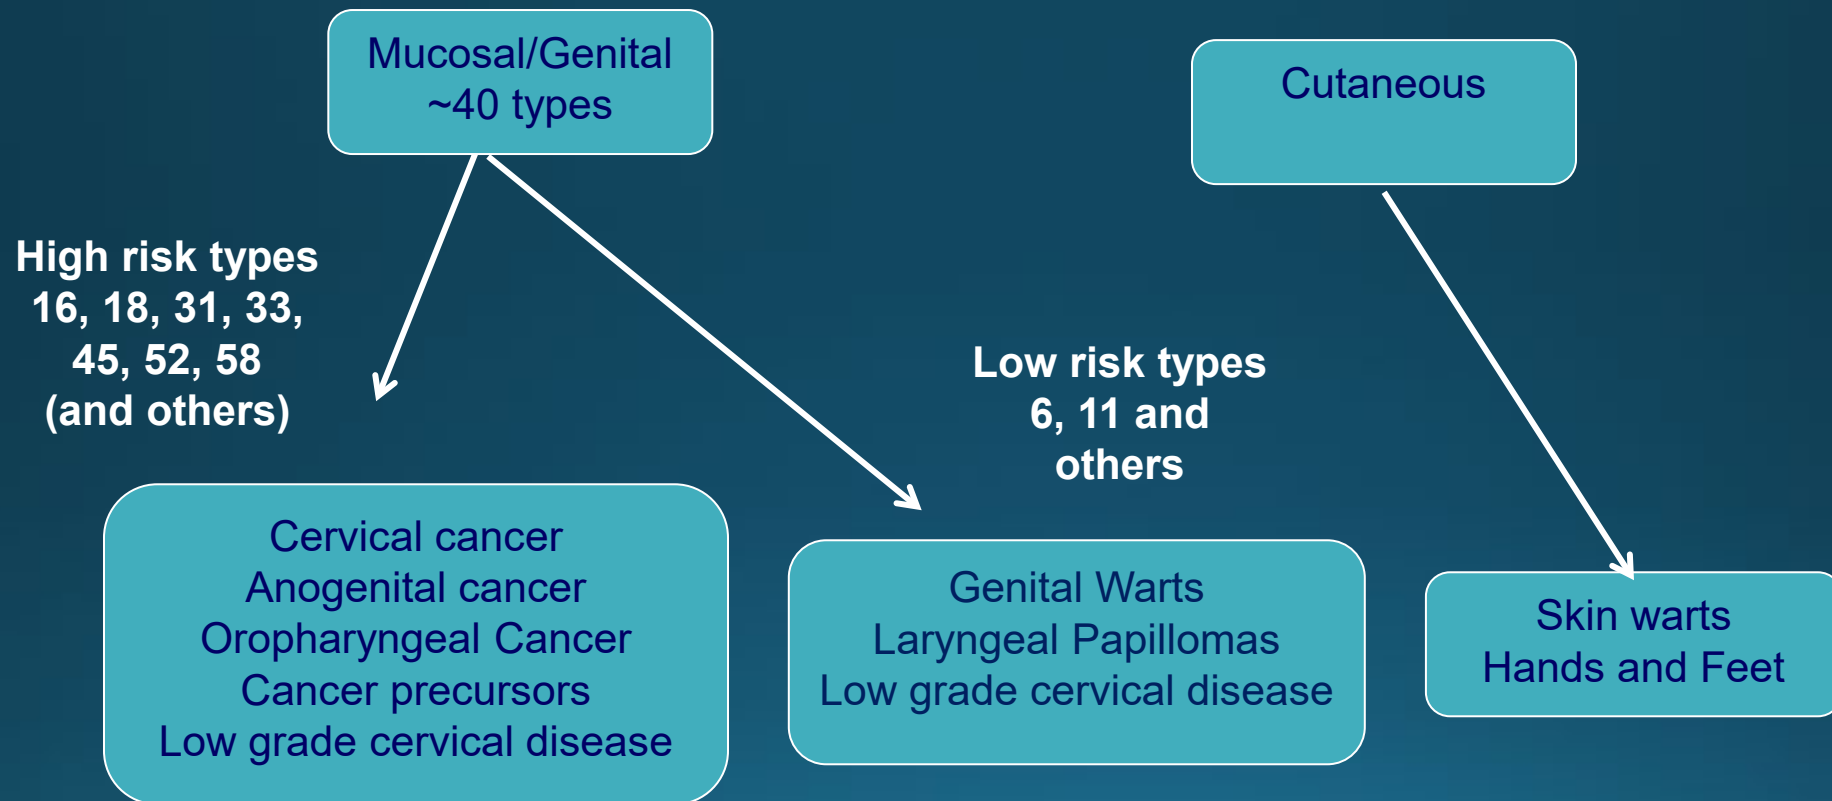 Mucosal/Genital
~40 types
Cutaneous
High risk types
16, 18, 31, 33,
45, 52, 58
(and others)
Low risk types
6, 11 and
others
Cervical cancer
Anogenital cancer
Oropharyngeal Cancer
Cancer precursors
Low grade cervical disease
Genital Warts
Laryngeal Papillomas
Low grade cervical disease
Skin warts
Hands and Feet